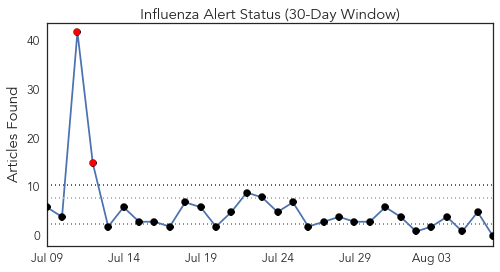 Influenza Alert Status (30-Day Window)
Articles Found
40
30
20
10
0
Jul 09
Jul 14
Jul 19
Jul 24
Jul 29
Aug 03